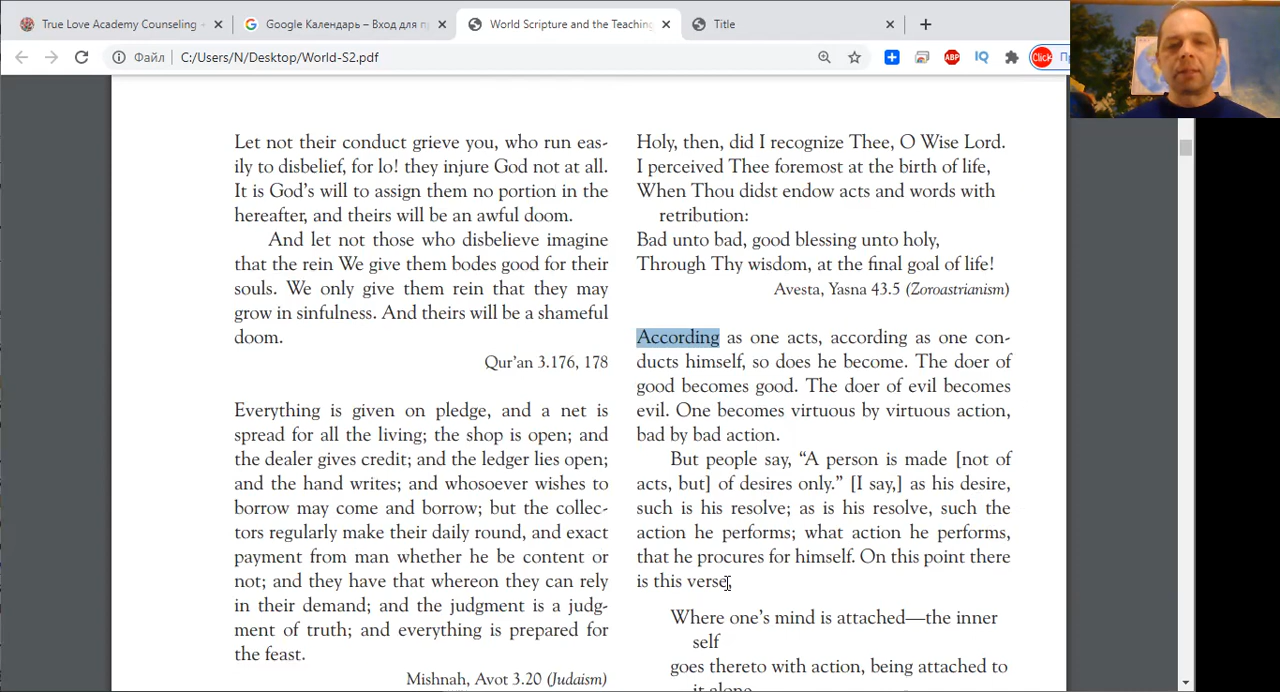 True Love Academy Counseling -
Google Календарь – Вход для п
World Scripture and the Teaching
Title
Файл
C:/Users/N/Desktop/WorldS2.pdf
Let not their conduct grieve you, who run eas-
ily to disbelief, for lo! they injure God not at all.
It is God's will to assign them no portion in the
hereafter, and theirs will be an awful doom.
And let not those who disbelieve imagine
that the rein We give them bodes good for their
souls. We only give them rein that they may
grow in sinfulness. And theirs will be a shameful
doom.
Qur'an 3.176, 178
Everything is given on pledge, and a net is
spread for all the living; the shop is open; and
the dealer gives credit; and the ledger lies open;
and the hand writes; and whosoever wishes to
borrow may come and borrow; but the collec-
tors regularly make their daily round, and exact
payment from man whether he be content or
not; and they have that whereon they can rely
in their demand; and the judgment is a judg-
ment of truth; and everything is prepared for
the feast.
Mishnah, Avot 3.20 (Judaism)
Holy, then, did I recognize Thee, O Wise Lord.
I perceived Thee foremost at the birth of life,
When Thou didst endow acts and words with
retribution:
Bad unto bad, good blessing unto holy,
Through Thy wisdom, at the final goal of life!
Avesta, Yasna 43.5 (Zoroastrianism)
According as one acts, according as one con-
ducts himself, so does he become. The doer of
good becomes good. The doer of evil becomes
evil. One becomes virtuous by virtuous action,
bad by bad action.
But people say, “A person is made [not of
acts, but] of desires only.” [I say,] as his desire,
such is his resolve; as is his resolve, such the
action he performs; what action he performs,
that he procures for himself. On this point there
is this verse,
Where one's mind is attached—the inner
self
goes thereto with action, being attached to
it alone.
ABP
IQ
Click